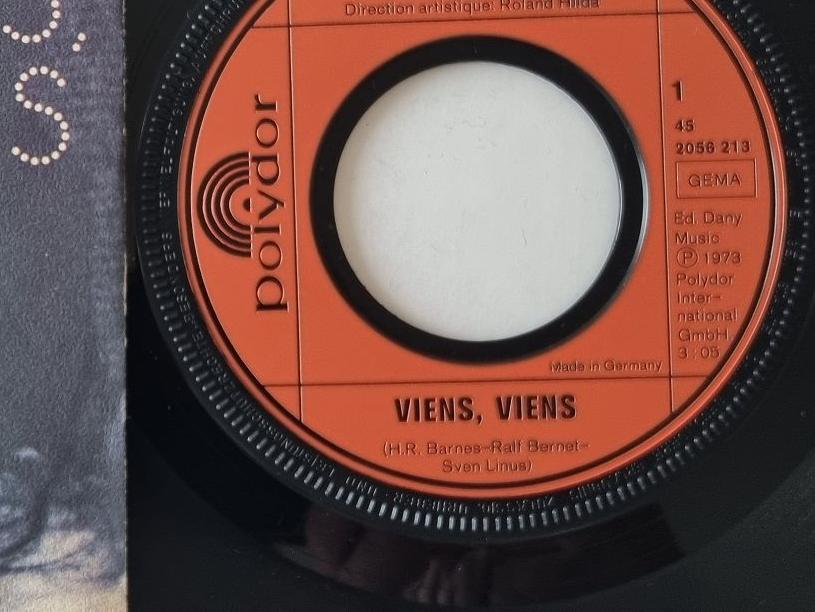 S
Direction artistique: Roland Hilda
polydor
1
45
2056 213
GEMA
Ed. Dany
Music
Ⓟ 1973
Polydor
Inter-
national
GmbH
3:05
Made in Germany
VIENS, VIENS
(H.R. Barnes-Ralf Bernet-
Sven Linus)